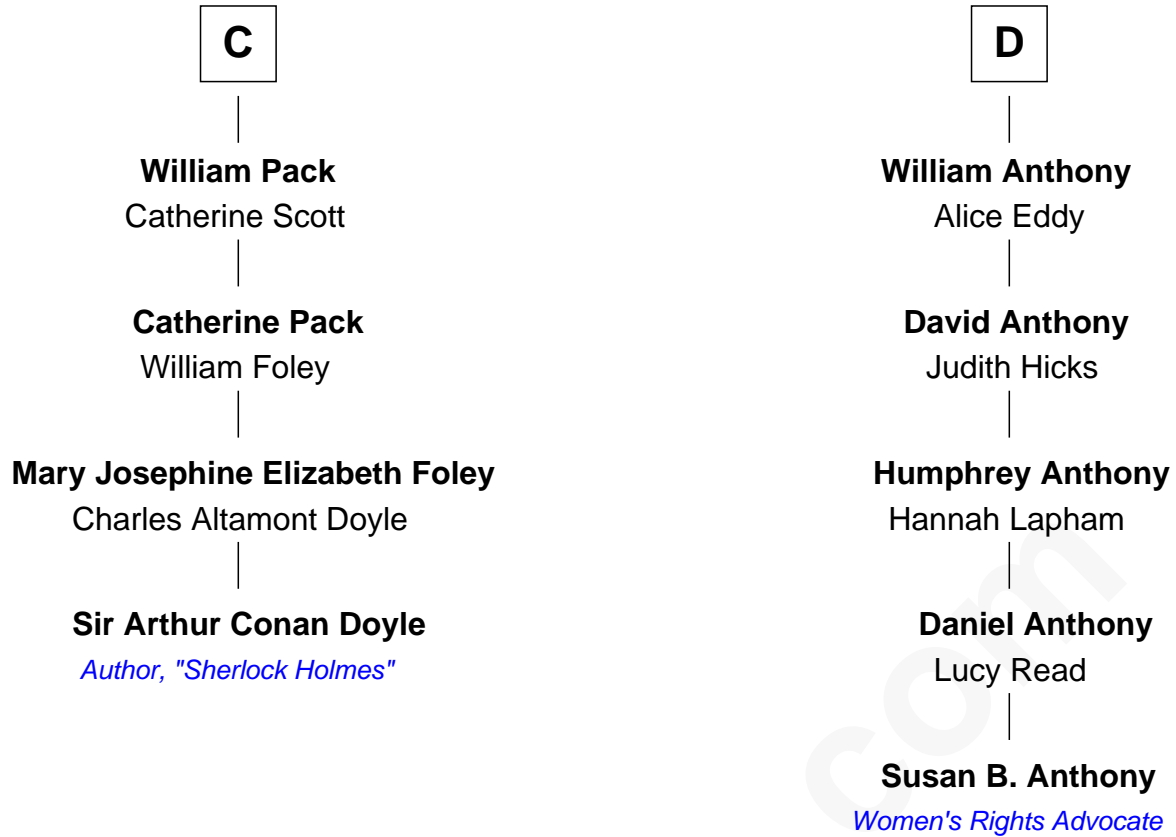 C
William Pack
Catherine Scott
Catherine Pack
William Foley
Mary Josephine Elizabeth Foley
Charles Altamont Doyle
Sir Arthur Conan Doyle
Author, "Sherlock Holmes"
D
William Anthony
Alice Eddy
David Anthony
Judith Hicks
Humphrey Anthony
Hannah Lapham
Daniel Anthony
Lucy Read
Susan B. Anthony
Women's Rights Advocate
com